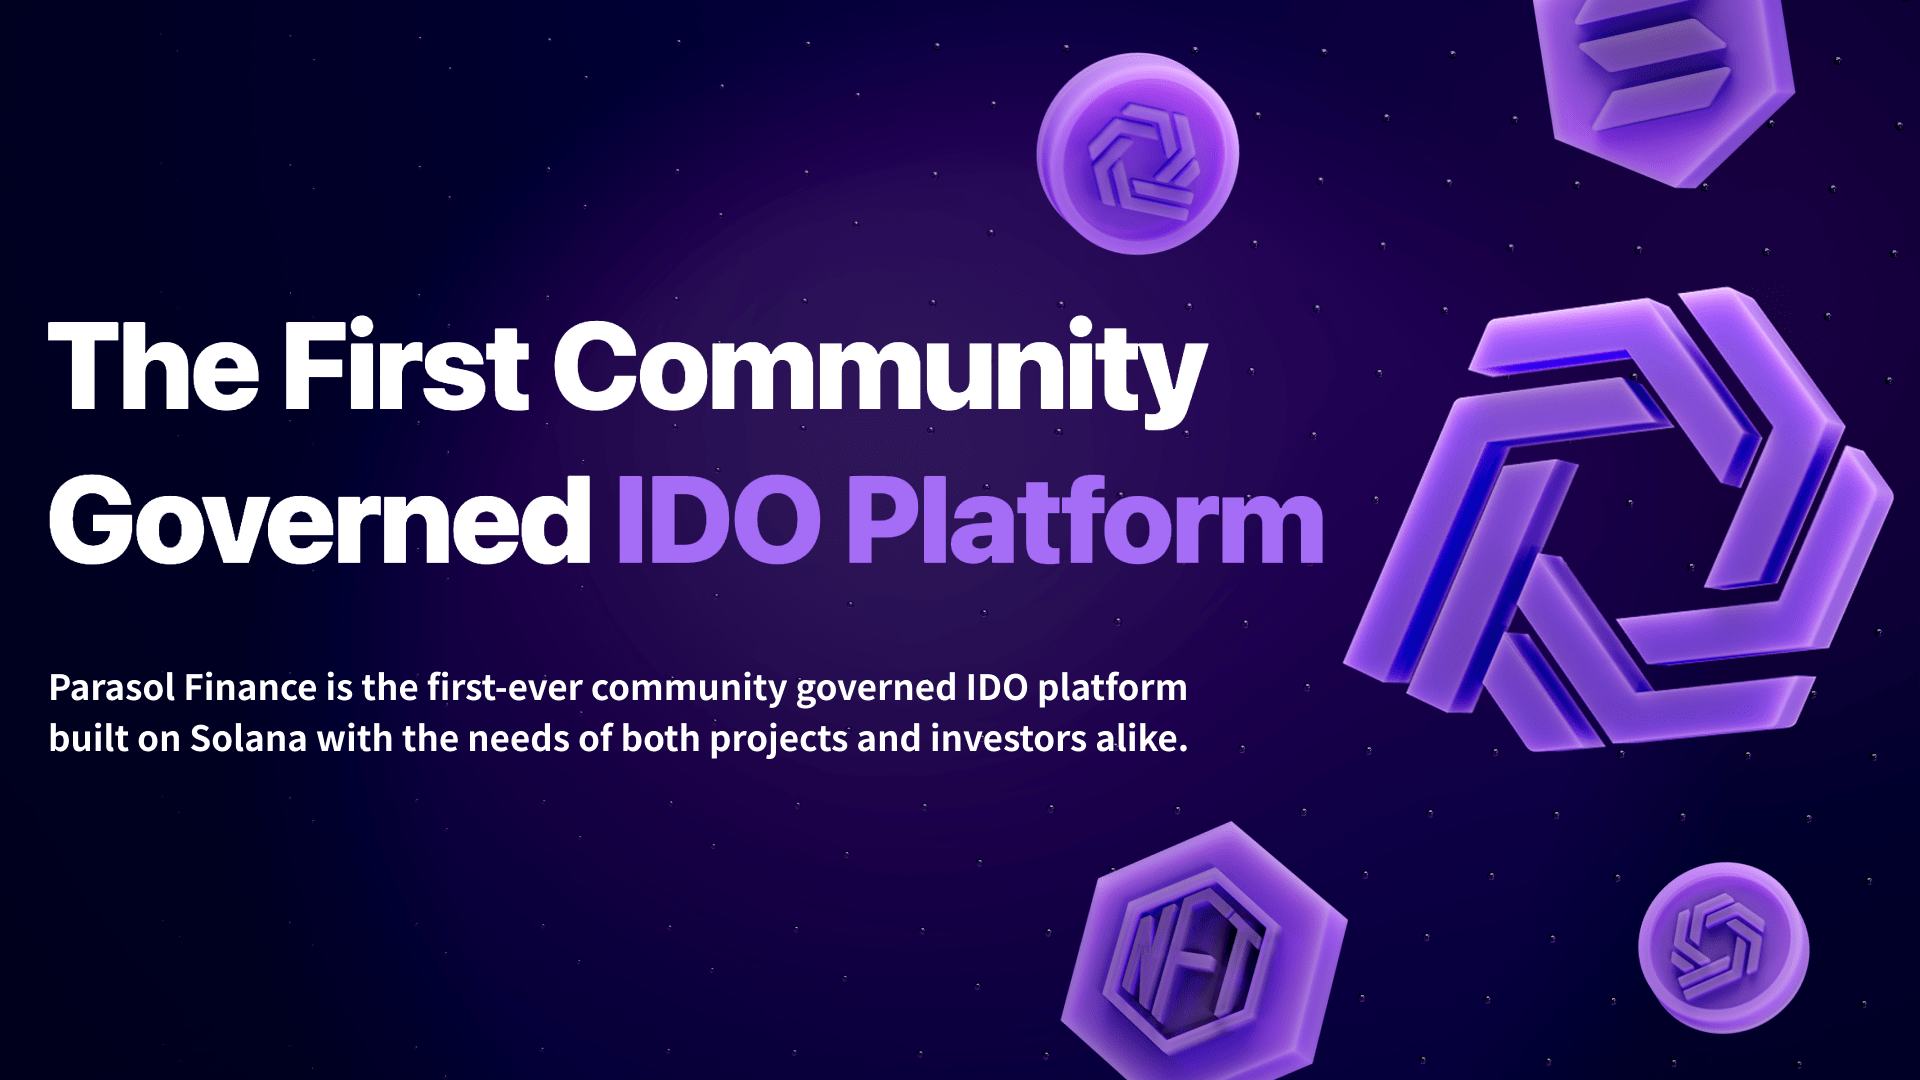 The First Community
Governed IDO Platform
Parasol Finance is the first-ever community governed IDO platform
built on Solana with the needs of both projects and investors alike.
NFT